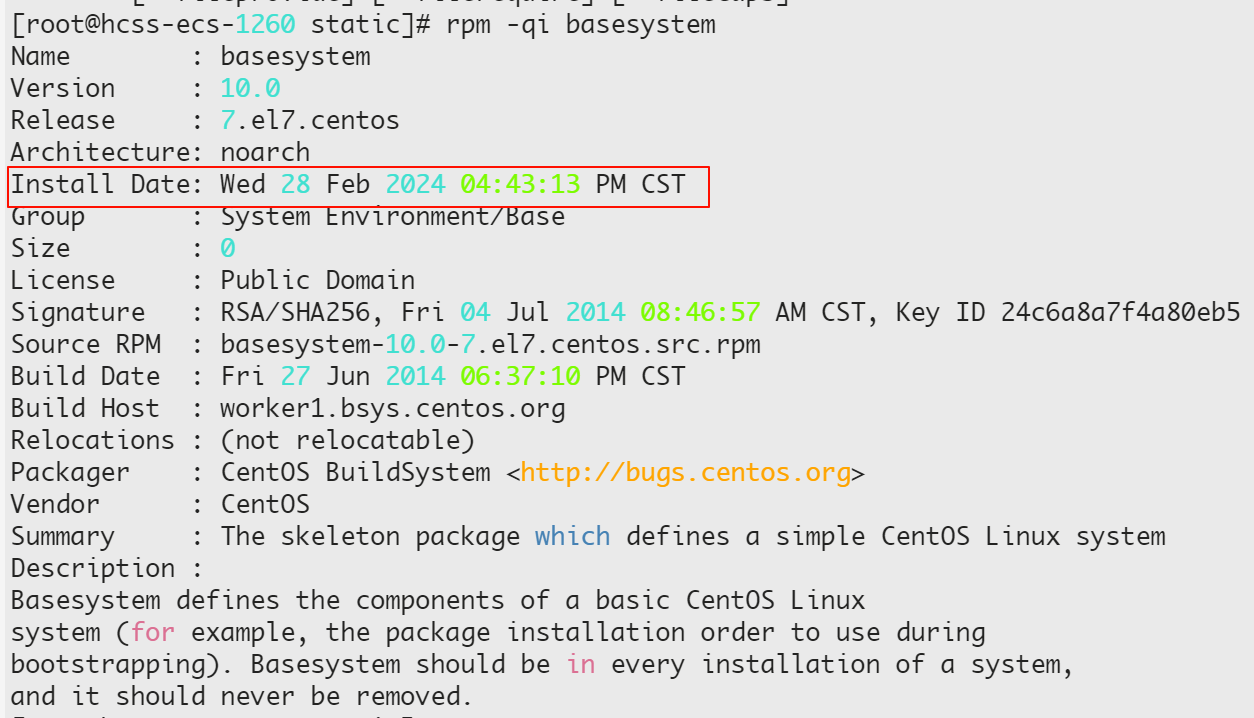 [root@hcss-ecs-1260 static]# rpm -qi basesystem
Name        : basesystem
Version     : 10.0
Release     : 7.el7.centos
Architecture: noarch
Install Date: Wed 28 Feb 2024 04:43:13 PM CST
Group       : System Environment/Base
Size        : 0
License     : Public Domain
Signature   : RSA/SHA256, Fri 04 Jul 2014 08:46:57 AM CST, Key ID 24c6a8a7f4a80eb5
Source RPM  : basesystem-10.0-7.el7.centos.src.rpm
Build Date  : Fri 27 Jun 2014 06:37:10 PM CST
Build Host  : worker1.bsys.centos.org
Relocations : (not relocatable)
Packager    : CentOS BuildSystem <http://bugs.centos.org>
Vendor      : CentOS
Summary     : The skeleton package which defines a simple CentOS Linux system
Description :
Basesystem defines the components of a basic CentOS Linux
system (for example, the package installation order to use during
bootstrapping). Basesystem should be in every installation of a system,
and it should never be removed.